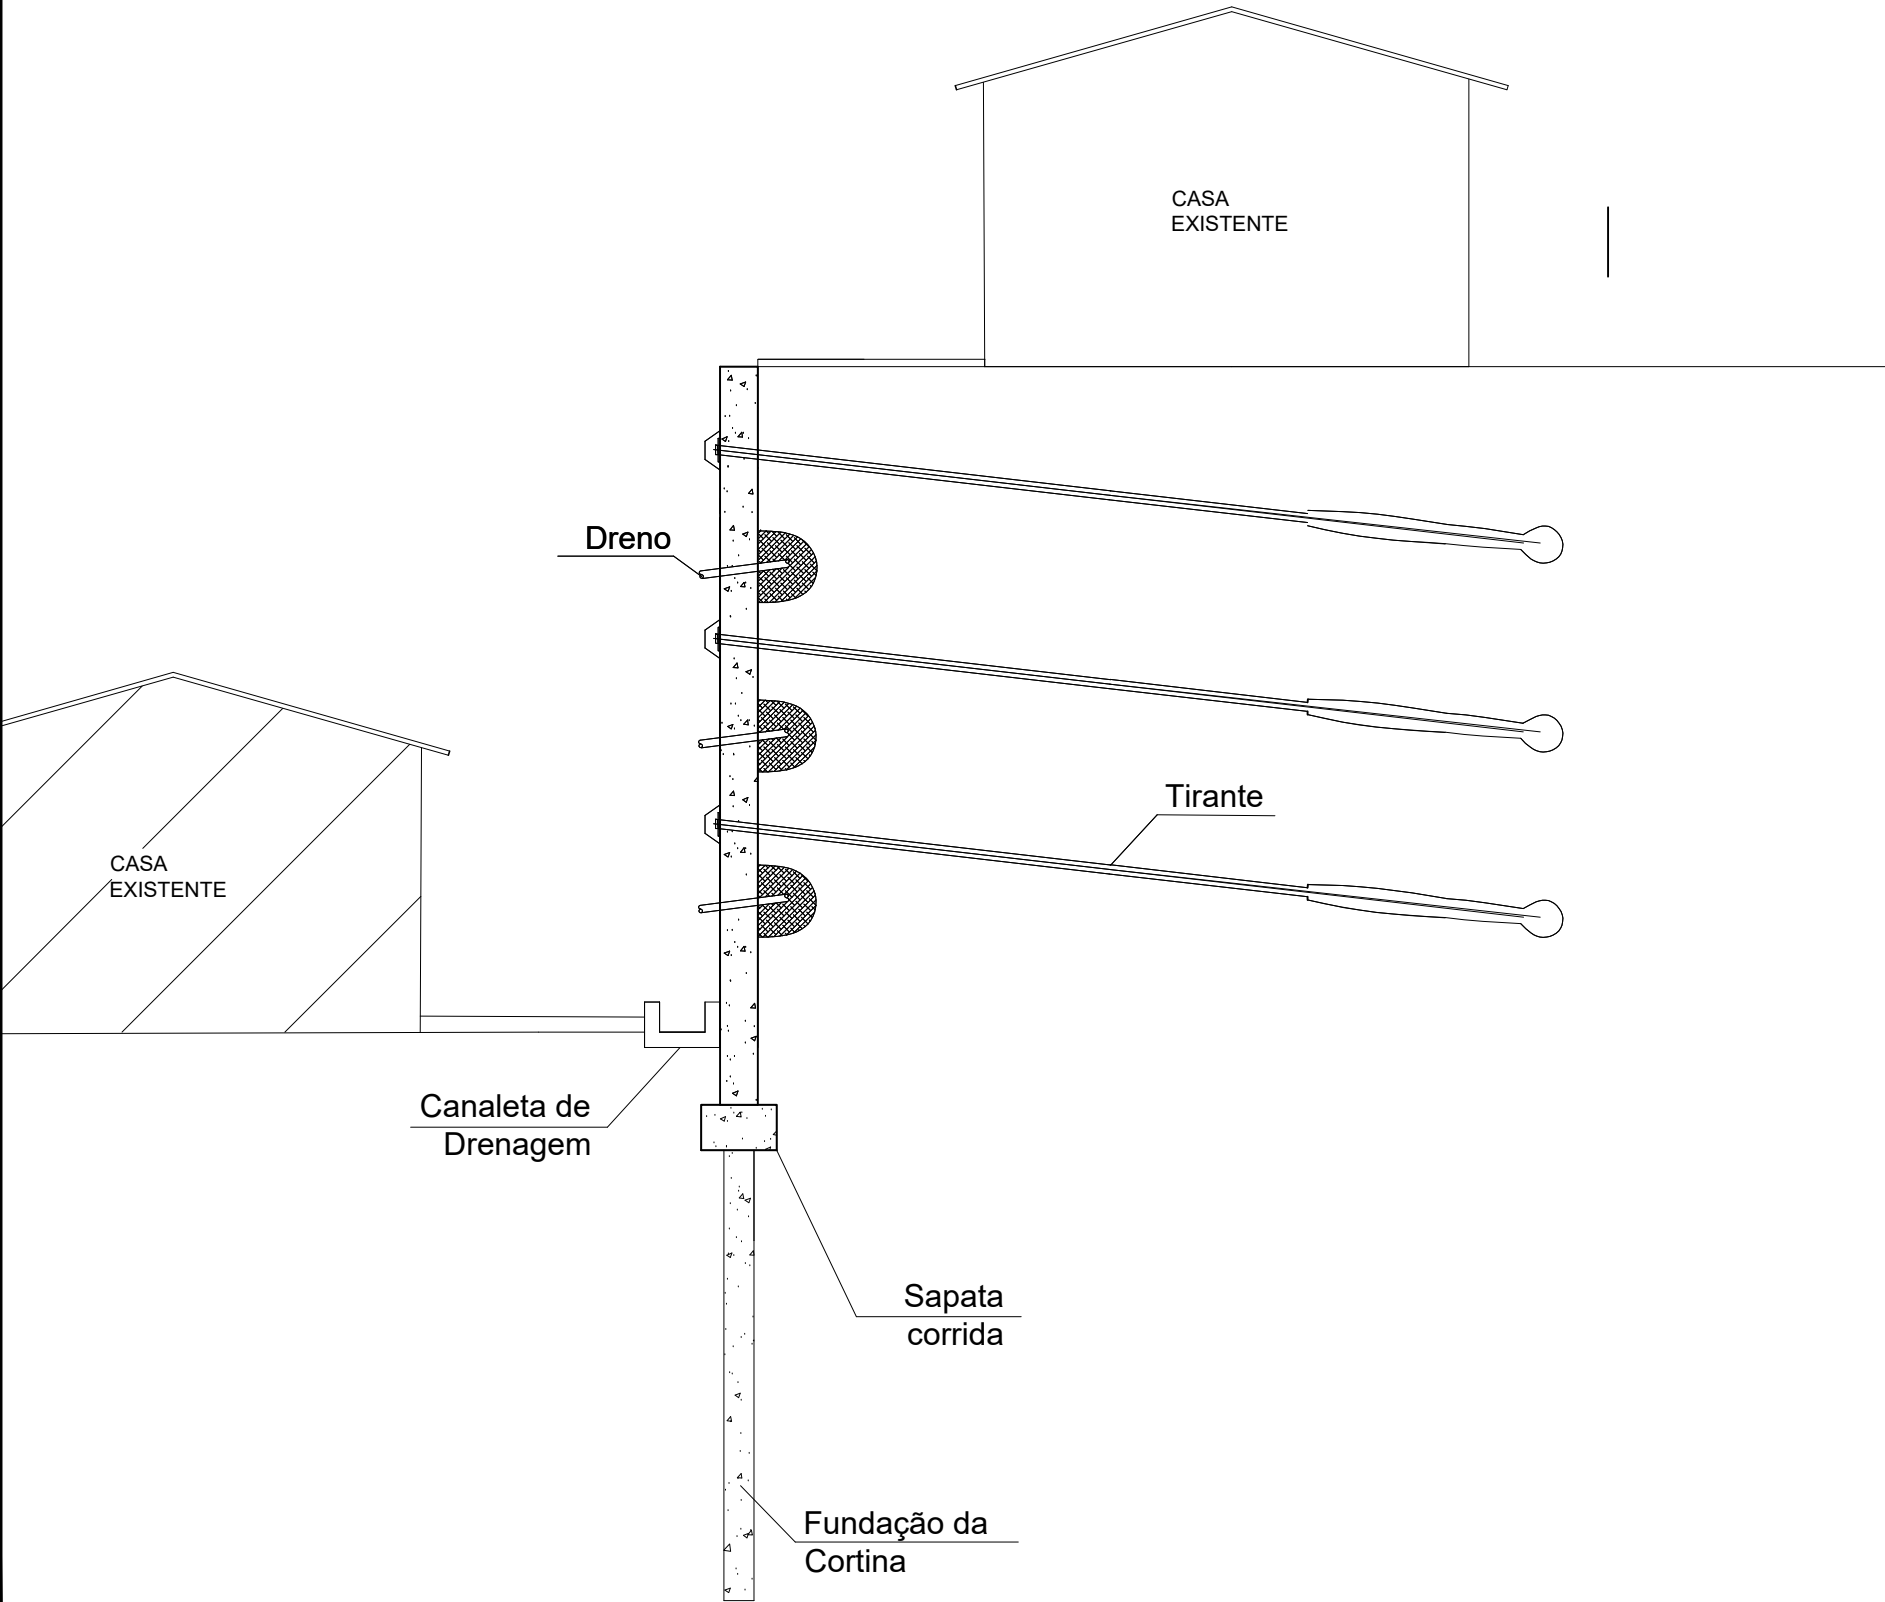 CASA
EXISTENTE
Dreno
Tirante
CASA
EXISTENTE
Canaleta de
Drenagem
Sapata
corrida
Fundação da
Cortina